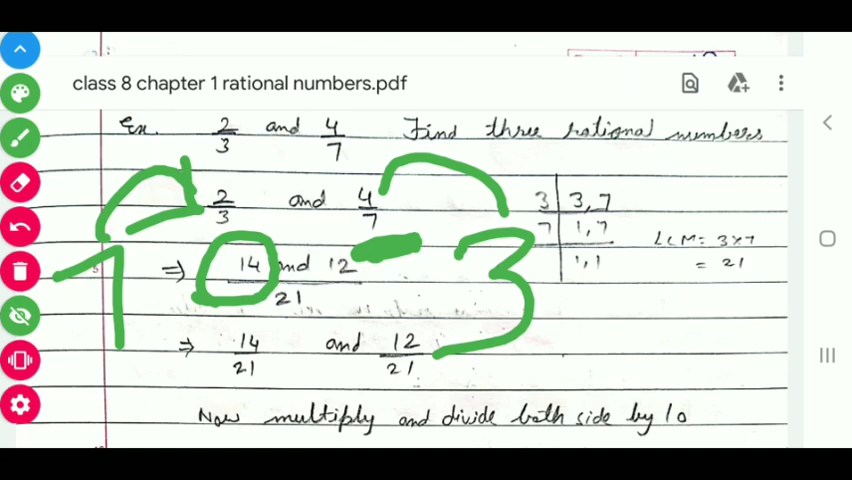 class 8 chapter 1 rational numbers.pdf
Ex. 2/3 and 4/7 Find three rational numbers
2/3 and 4/7
3 | 3, 7
7 | 1, 7
1, 1
LCM = 3×7
= 21
1
3
⇒ 14 and 12
21
⇒ 14/21 and 12/21
Now multiply and divide both side by 10